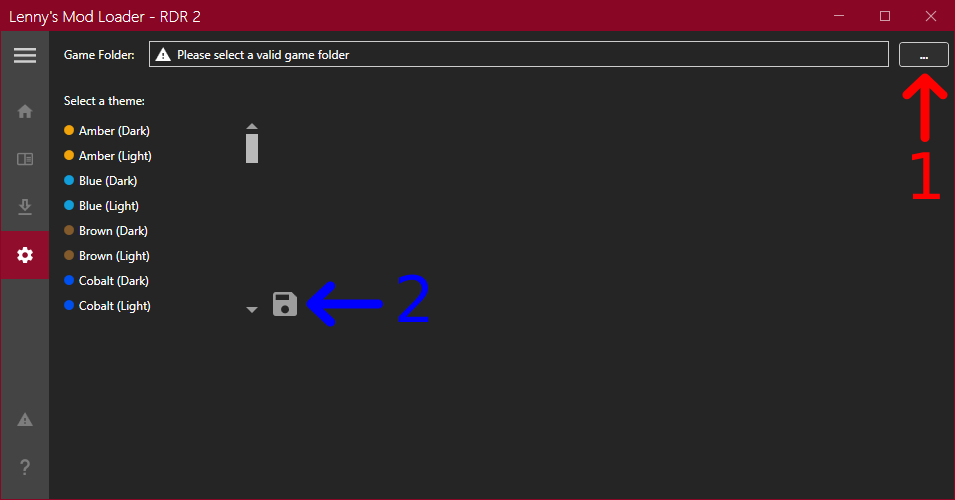 Lenny's Mod Loader - RDR 2
Game Folder:
Please select a valid game folder
...
1
Select a theme:
Amber (Dark)
Amber (Light)
Blue (Dark)
Blue (Light)
Brown (Dark)
Brown (Light)
Cobalt (Dark)
Cobalt (Light)
2
?